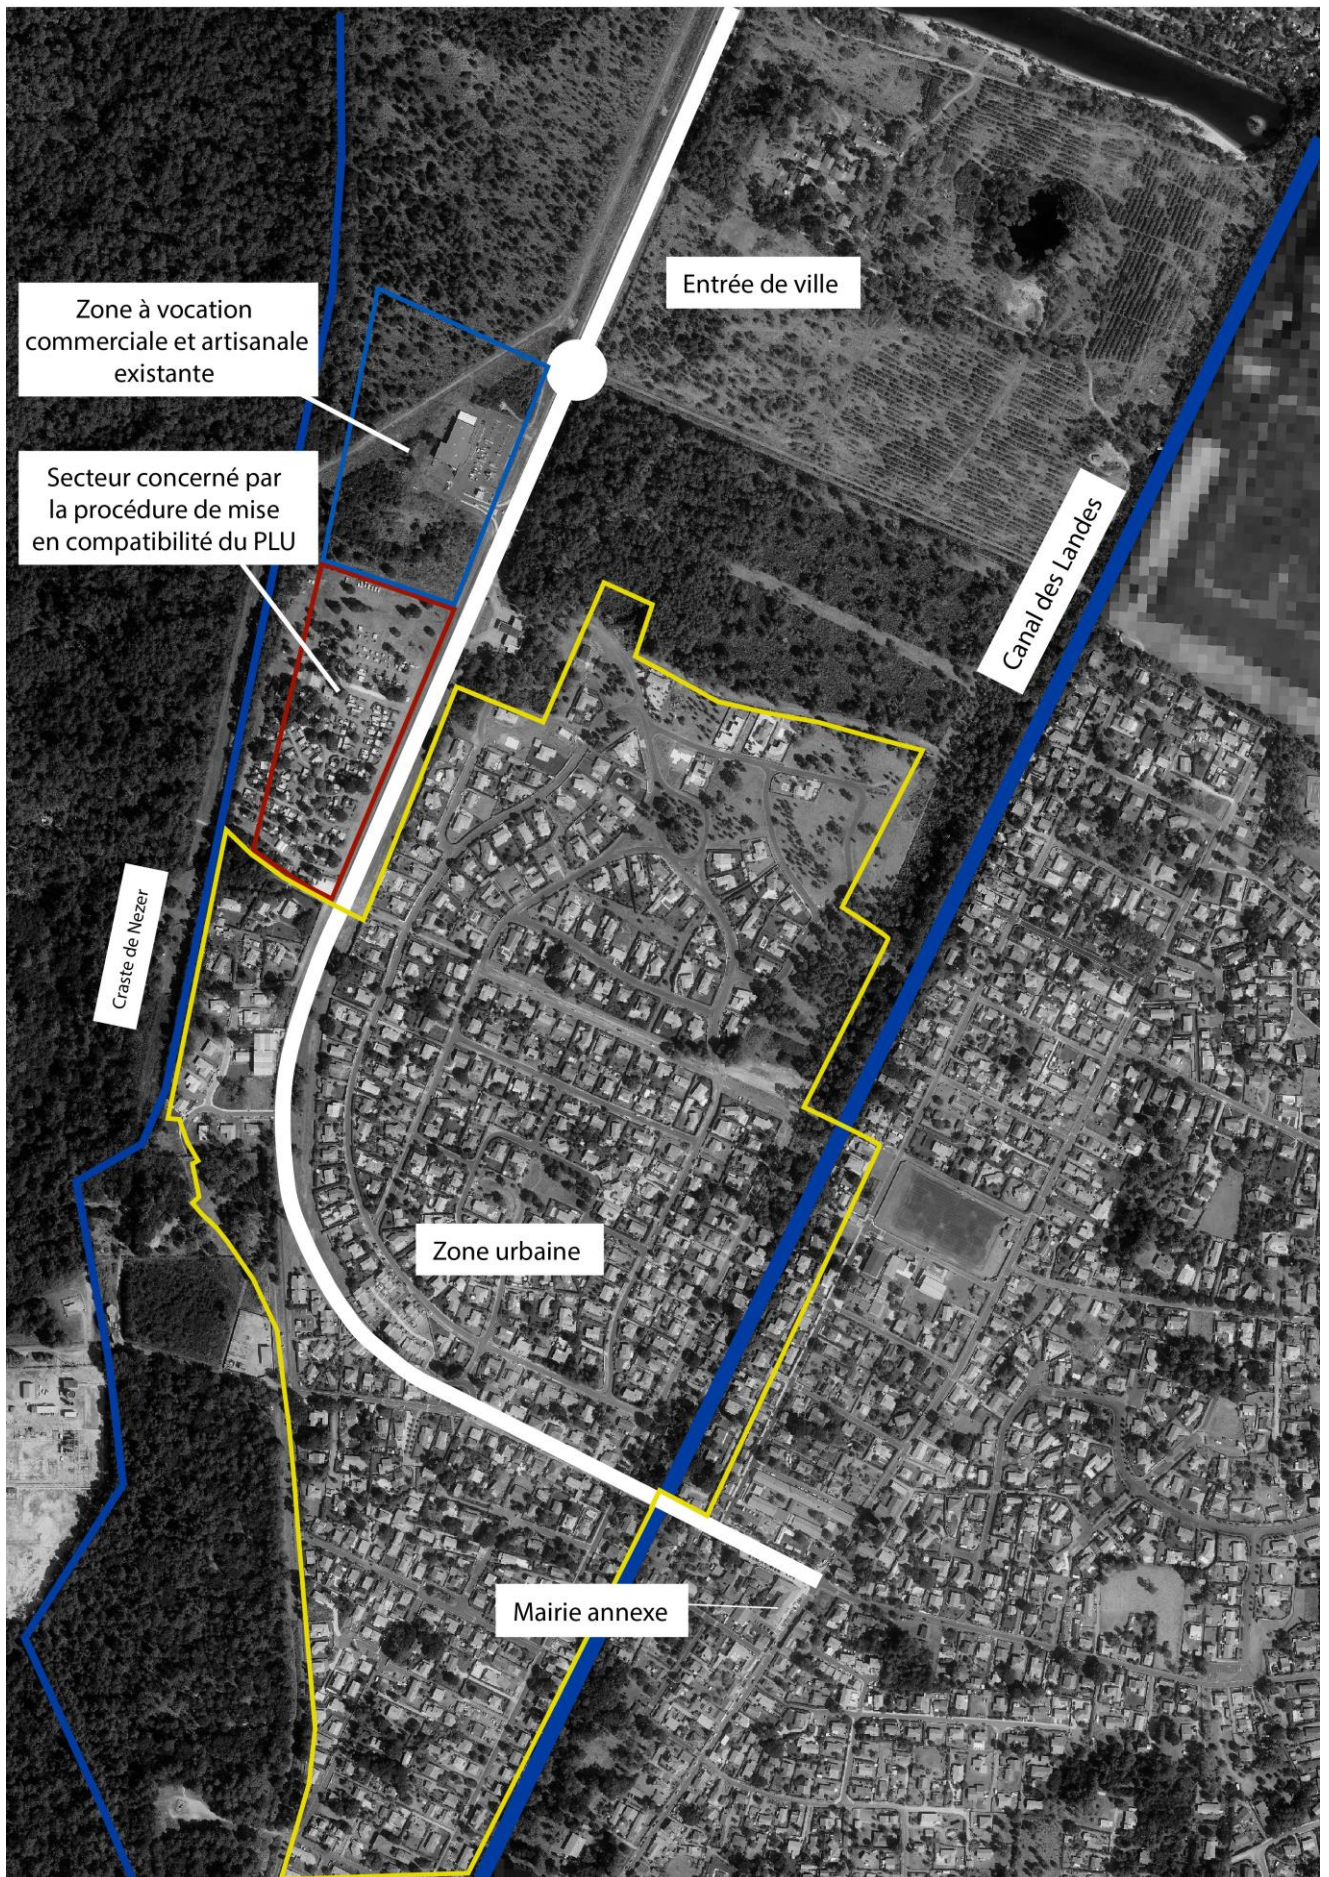 Entrée de ville
Zone à vocation
commerciale et artisanale
existante
Secteur concerné par
la procédure de mise
en compatibilité du PLU
Canal des Landes
Craste de Nezer
Zone urbaine
Mairie annexe